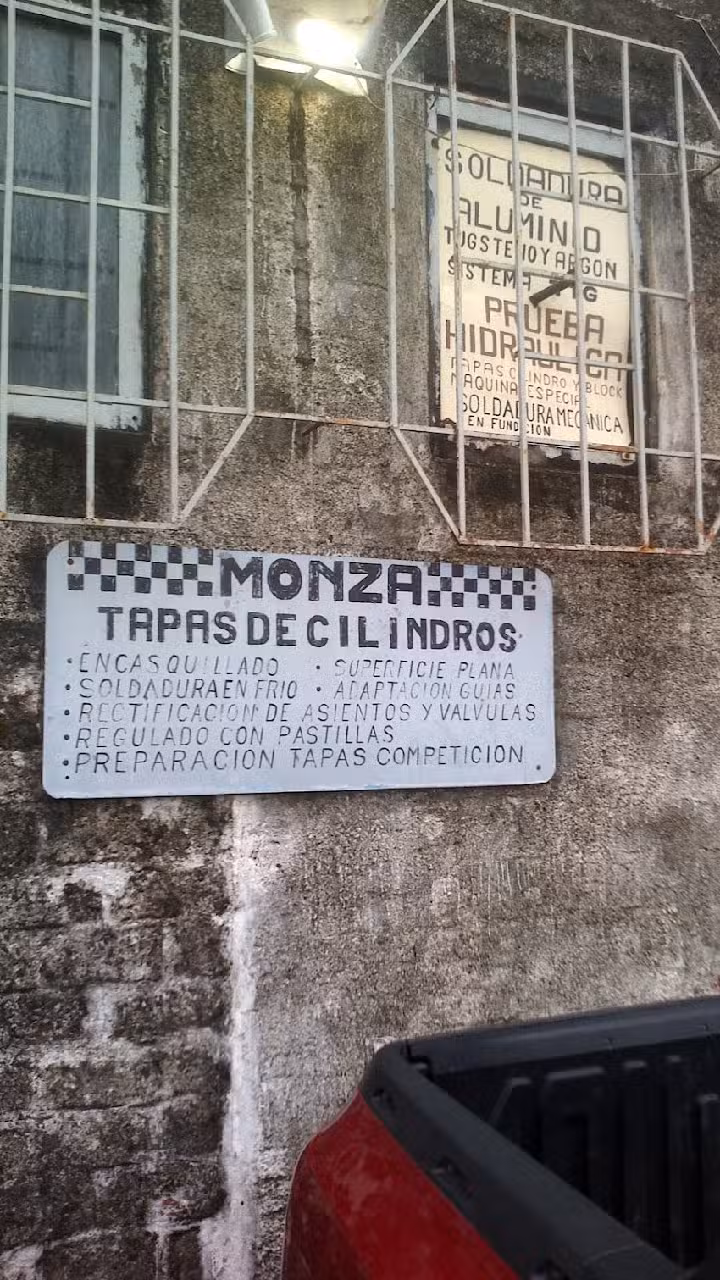 SOLDADURA
DE
ALUMINIO
TUGSTENO Y ARGON
SISTEMA TIG
PRUEBA
HIDRAULICA
TAPAS CILINDRO Y BLOCK
MAQUINA ESPECIAL
SOLDADURA MECANICA
EN FUNDICION
MONZA
TAPAS DE CILINDROS
• ENCASQUILLADO • SUPERFICIE PLANA
• SOLDADURA EN FRIO • ADAPTACION GUIAS
• RECTIFICACION DE ASIENTOS Y VALVULAS
• REGULADO CON PASTILLAS
• PREPARACION TAPAS COMPETICION